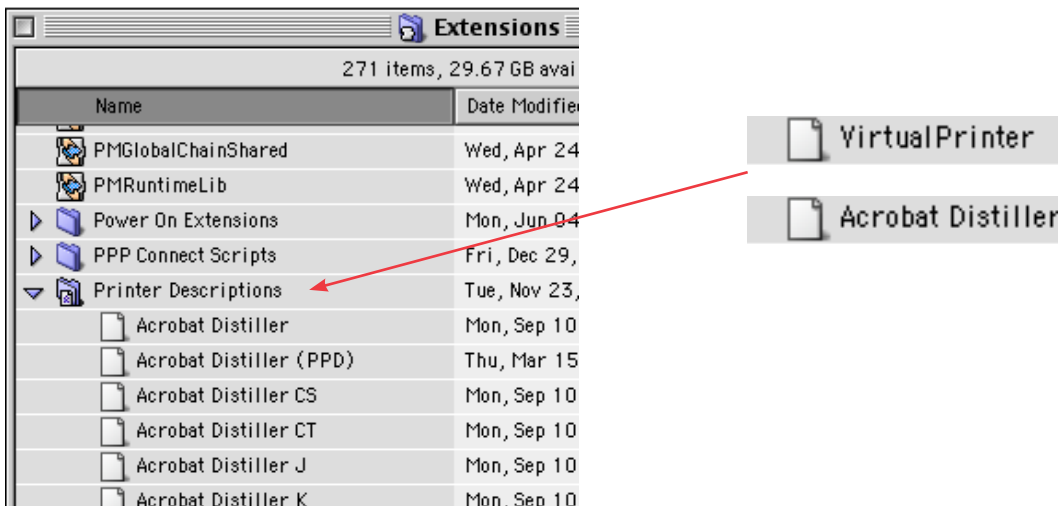 Extensions
271 items, 29.67 GB avai
Name Date Modifie
PMGlobalChainShared Wed, Apr 24
PMRuntimeLib Wed, Apr 24
Power On Extensions Mon, Jun 04
PPP Connect Scripts Fri, Dec 29,
Printer Descriptions Tue, Nov 23,
Acrobat Distiller Mon, Sep 10
Acrobat Distiller (PPD) Thu, Mar 15
Acrobat Distiller CS Mon, Sep 10
Acrobat Distiller CT Mon, Sep 10
Acrobat Distiller J Mon, Sep 10
Acrobat Distiller K Mon, Sep 10
VirtualPrinter
Acrobat Distiller